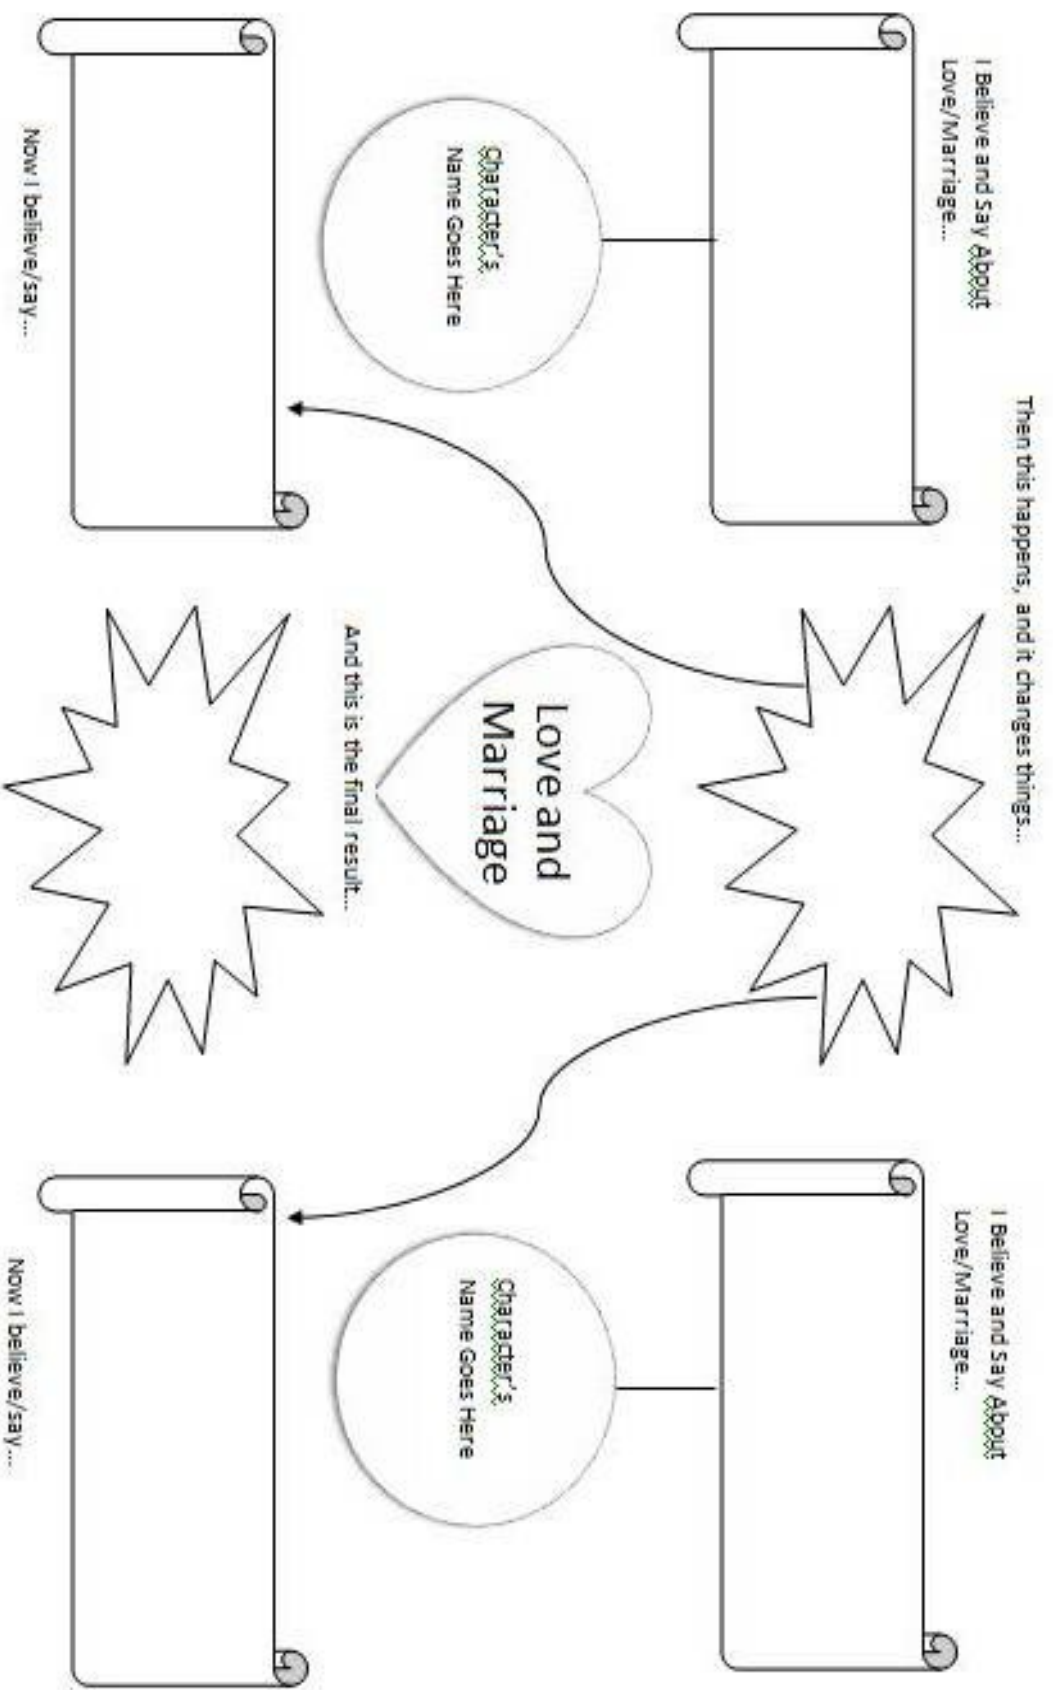 I Believe and Say About
Love/Marriage...
Then this happens, and it changes things...
I Believe and Say About
Love/Marriage...
Character's
Name Goes Here
Love and
Marriage
Character's
Name Goes Here
And this is the final result...
Now I believe/say....
Now I believe/say....